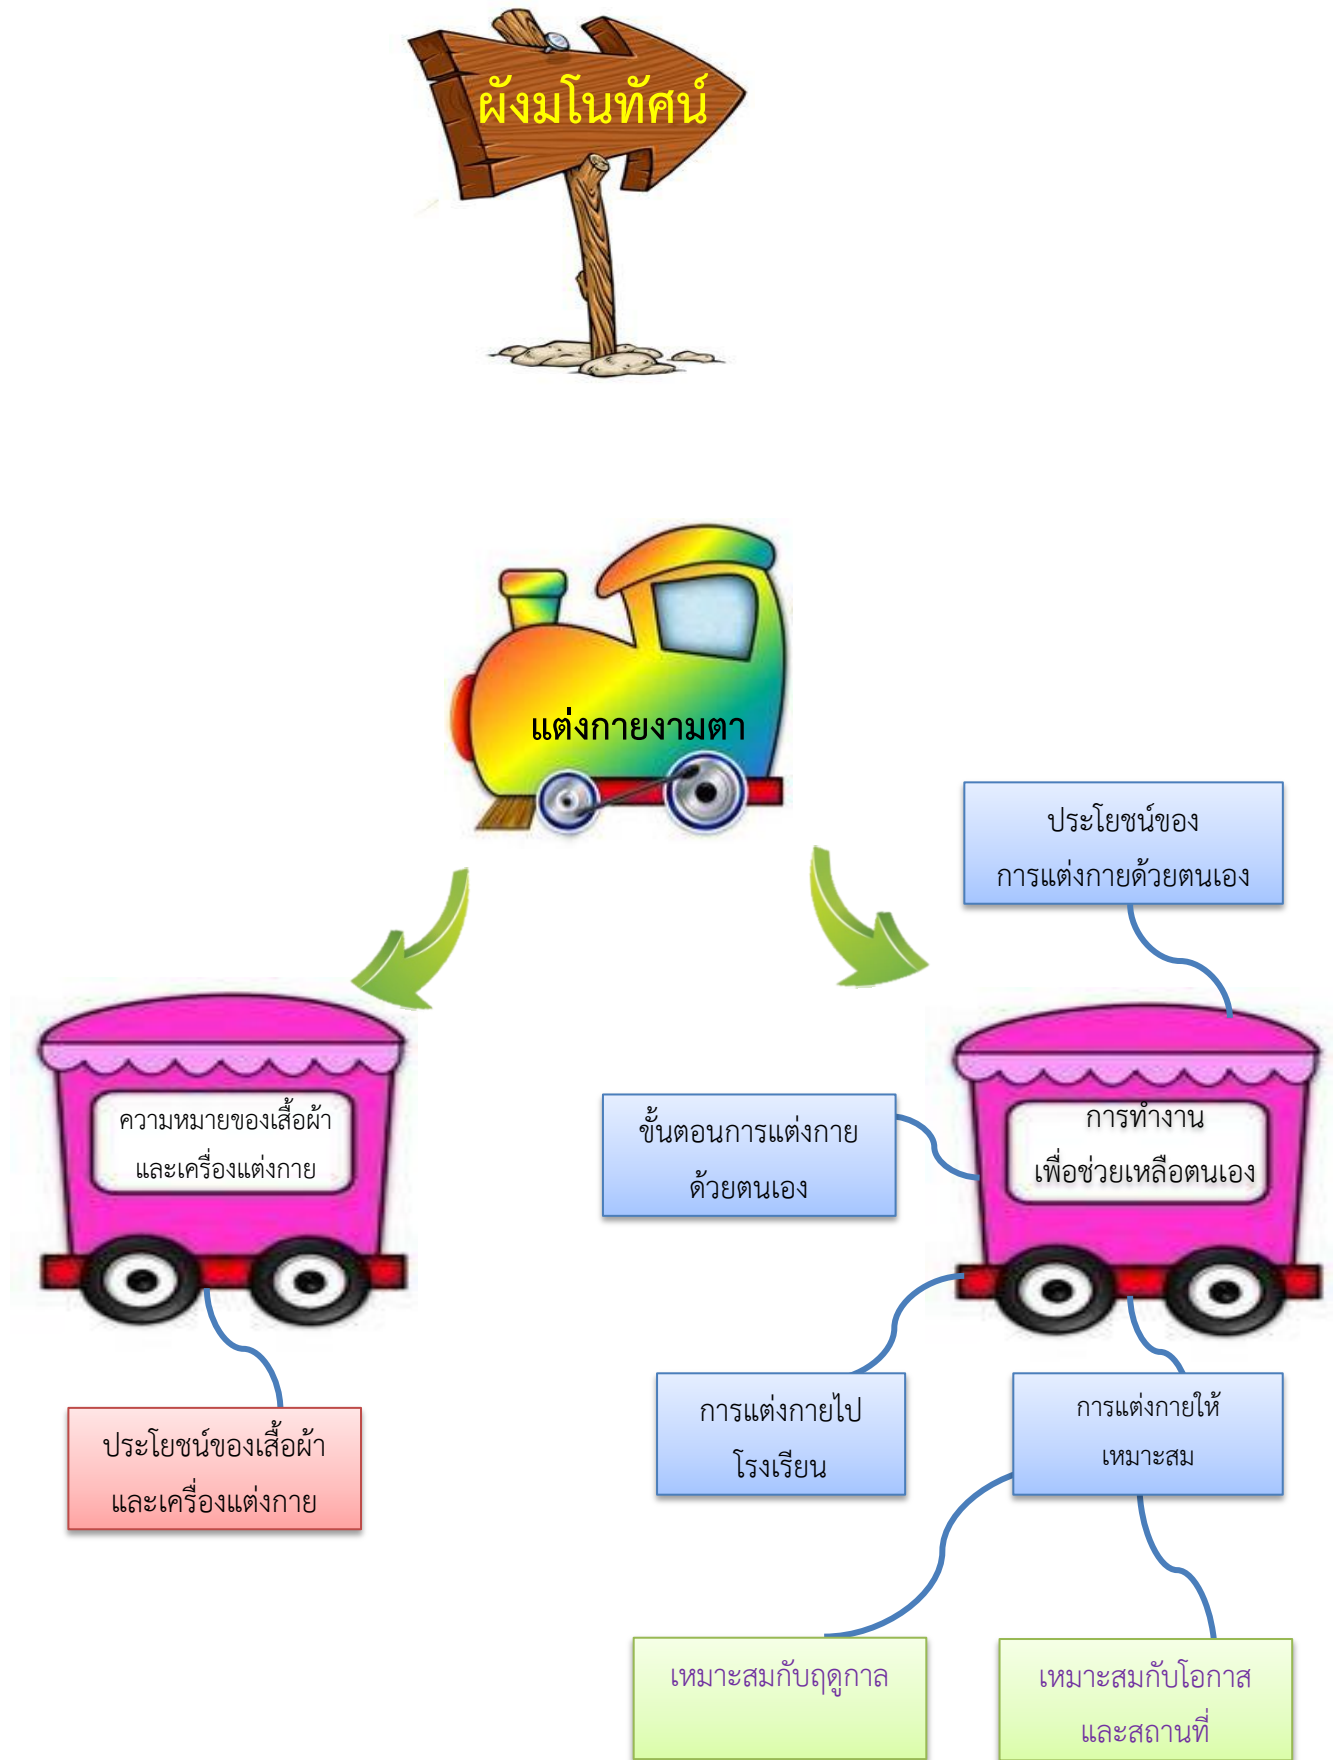 ผังมโนทัศน์
แต่งกายงามตา
ประโยชน์ของ
การแต่งกายด้วยตนเอง
ความหมายของเสื้อผ้า
และเครื่องแต่งกาย
ขั้นตอนการแต่งกาย
ด้วยตนเอง
การทำงาน
เพื่อช่วยเหลือตนเอง
ประโยชน์ของเสื้อผ้า
และเครื่องแต่งกาย
การแต่งกายไป
โรงเรียน
การแต่งกายให้
เหมาะสม
เหมาะสมกับฤดูกาล
เหมาะสมกับโอกาส
และสถานที่